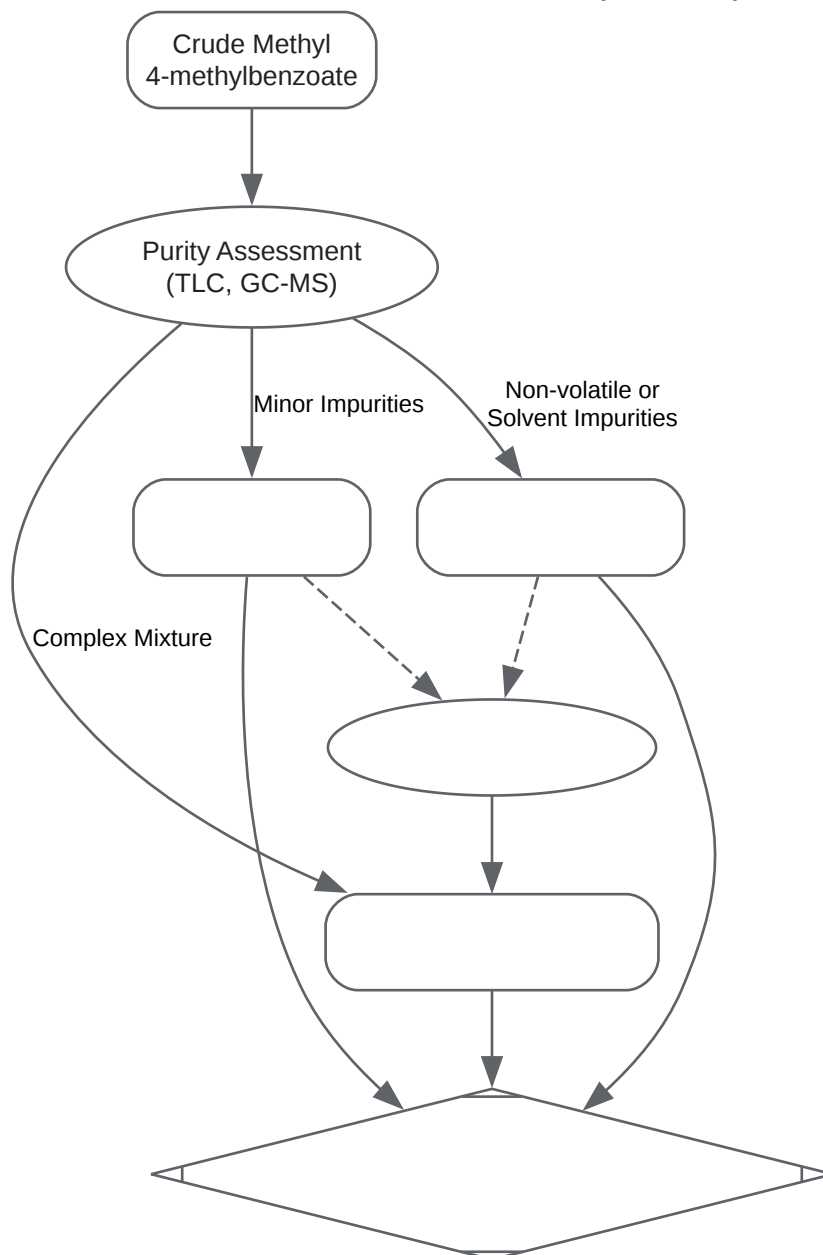 Crude Methyl
4-methylbenzoate
Purity Assessment
(TLC, GC-MS)
Minor Impurities
Non-volatile or
Solvent Impurities
Complex Mixture